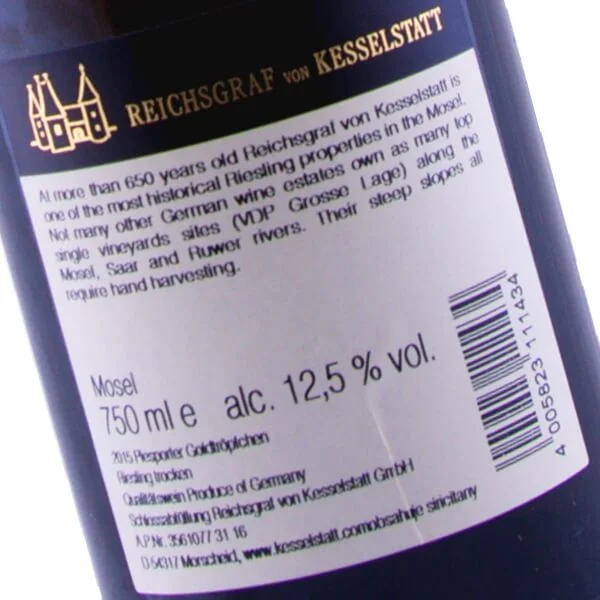 REICHSGRAF VON KESSELSTATT
At more than 650 years old Reichsgraf von Kesselstatt is
one of the most historical Riesling properties in the Mosel.
Not many other German wine estates own as many top
single vineyards sites (VDP Grosse Lage) along the
Mosel, Saar and Ruwer rivers. Their steep slopes all
require hand harvesting.
Mosel
750 ml e alc. 12,5 % vol.
2015 Piesporter Goldtröpfchen
Riesling trocken
Qualitätswein Produce of Germany
Schlossabfüllung Reichsgraf von Kesselstatt GmbH
A.P.Nr. 3561077 31 16
D-54317 Morscheid, www.kesselstatt.comobsahuje siricitany
4 005823 111434